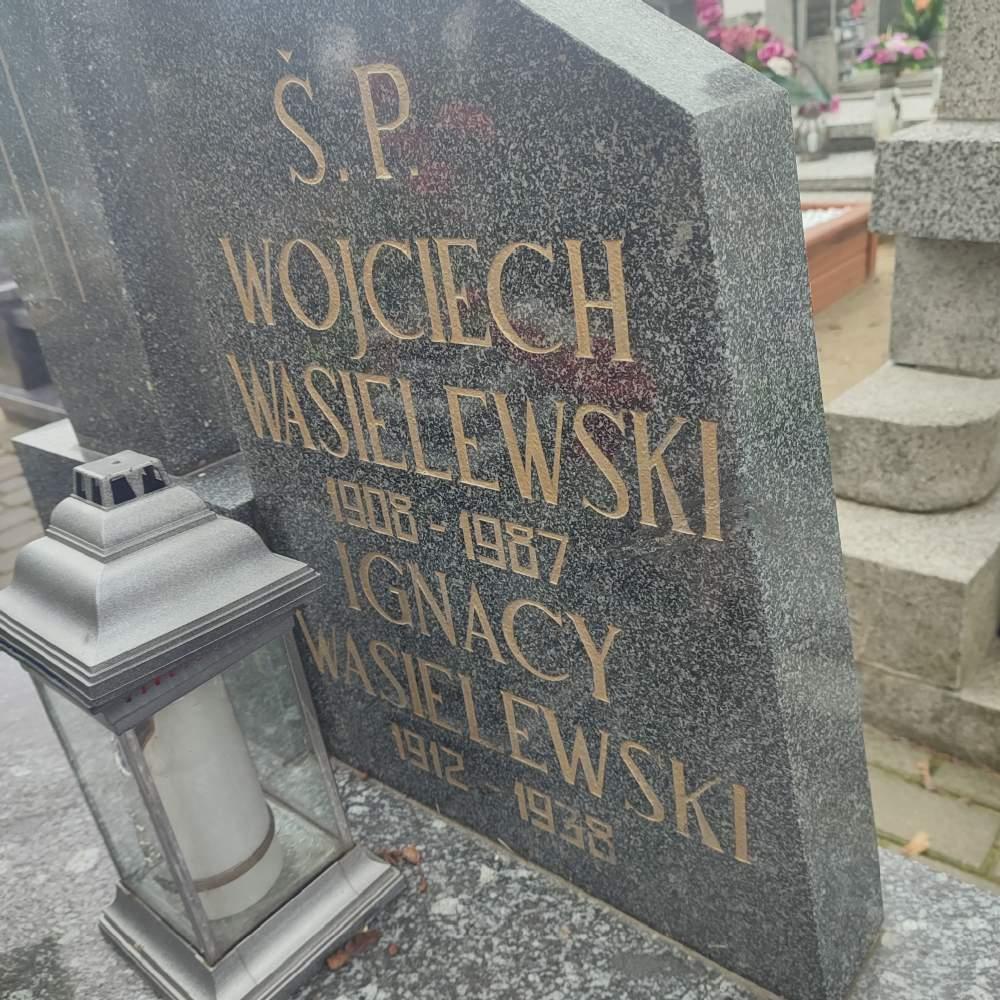 Ś.P.
WOJCIECH
WASIELEWSKI
1908 - 1987
IGNACY
WASIELEWSKI
1912 - 1938